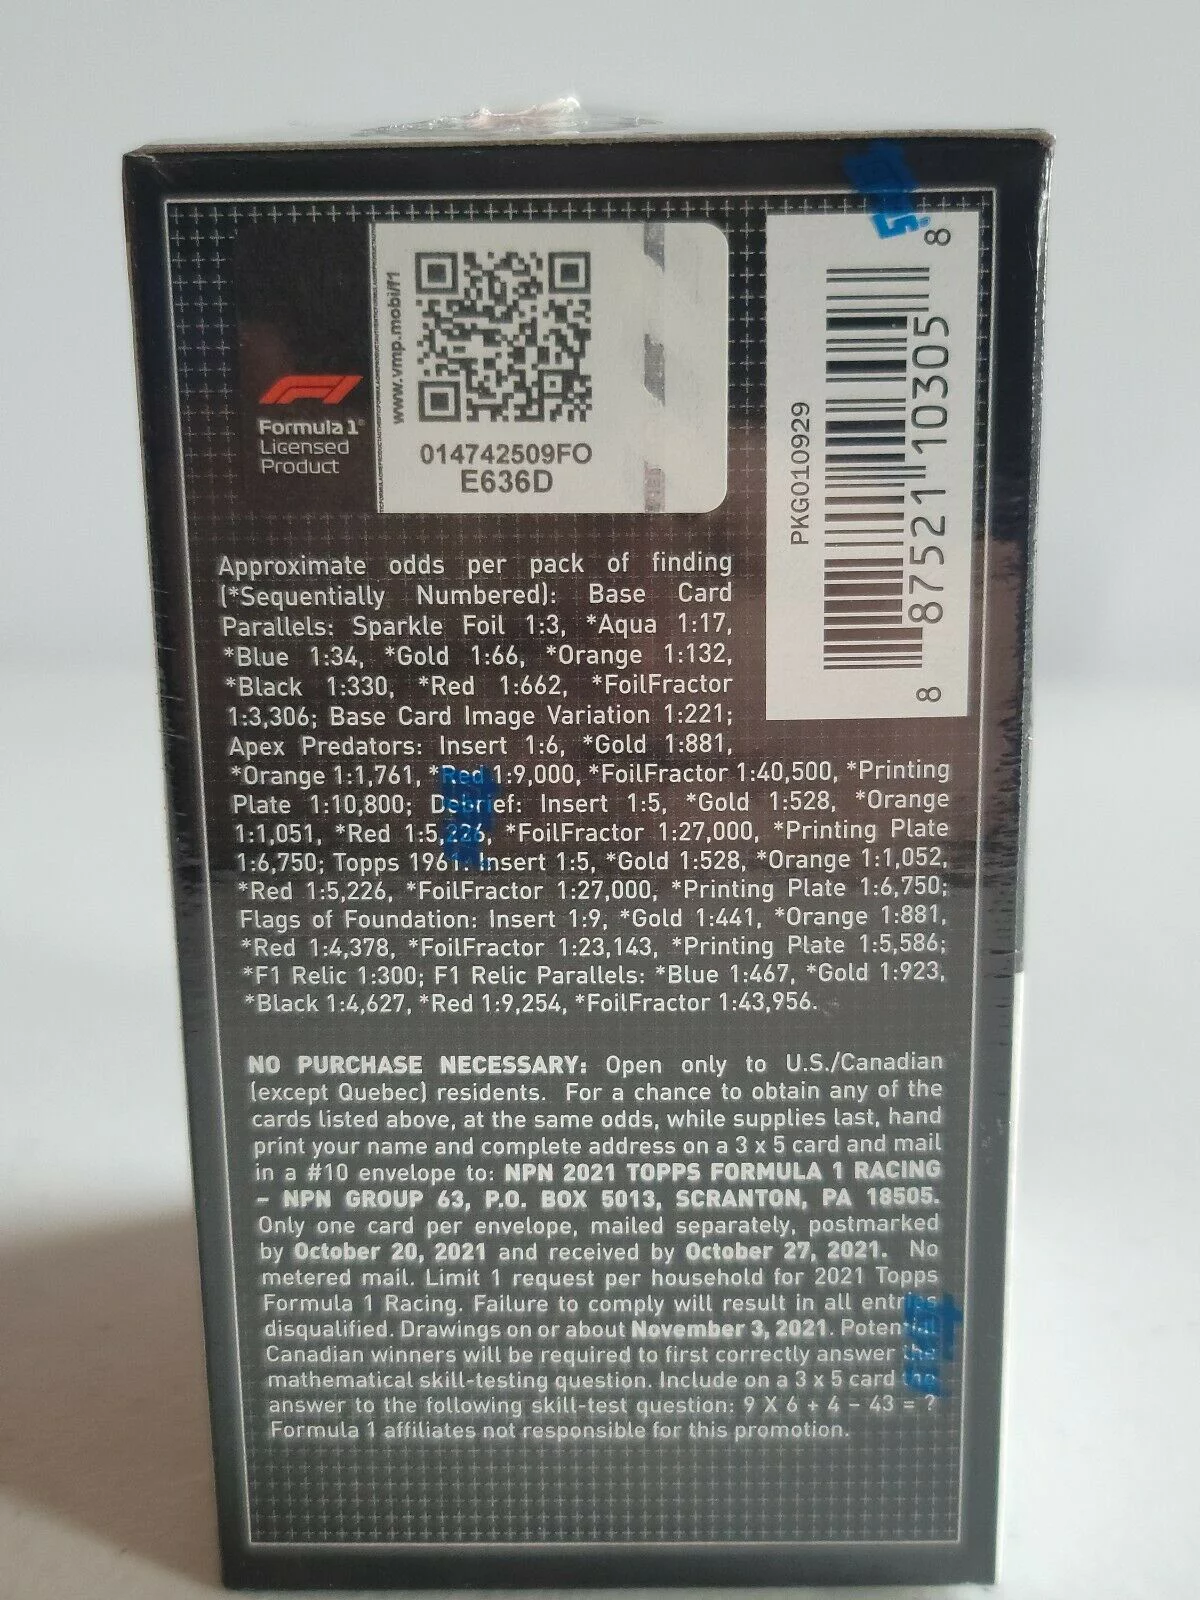 www.vmp.mobi/f1
014742509FO
E636D
Formula 1®
Licensed
Product
PKG010929
8 87521 10305 8
Approximate odds per pack of finding
(*Sequentially Numbered): Base Card
Parallels: Sparkle Foil 1:3, *Aqua 1:17,
*Blue 1:34, *Gold 1:66, *Orange 1:132,
*Black 1:330, *Red 1:662, *FoilFractor
1:3,306; Base Card Image Variation 1:221;
Apex Predators: Insert 1:6, *Gold 1:881,
*Orange 1:1,761, *Red 1:9,000, *FoilFractor 1:40,500, *Printing
Plate 1:10,800; Debrief: Insert 1:5, *Gold 1:528, *Orange
1:1,051, *Red 1:5,226, *FoilFractor 1:27,000, *Printing Plate
1:6,750; Topps 1961: Insert 1:5, *Gold 1:528, *Orange 1:1,052,
*Red 1:5,226, *FoilFractor 1:27,000, *Printing Plate 1:6,750;
Flags of Foundation: Insert 1:9, *Gold 1:441, *Orange 1:881,
*Red 1:4,378, *FoilFractor 1:23,143, *Printing Plate 1:5,586;
*F1 Relic 1:300; F1 Relic Parallels: *Blue 1:467, *Gold 1:923,
*Black 1:4,627, *Red 1:9,254, *FoilFractor 1:43,956.
NO PURCHASE NECESSARY: Open only to U.S./Canadian
(except Quebec) residents. For a chance to obtain any of the
cards listed above, at the same odds, while supplies last, hand
print your name and complete address on a 3 x 5 card and mail
in a #10 envelope to: NPN 2021 TOPPS FORMULA 1 RACING
– NPN GROUP 63, P.O. BOX 5013, SCRANTON, PA 18505.
Only one card per envelope, mailed separately, postmarked
by October 20, 2021 and received by October 27, 2021. No
metered mail. Limit 1 request per household for 2021 Topps
Formula 1 Racing. Failure to comply will result in all entries
disqualified. Drawings on or about November 3, 2021. Potential
Canadian winners will be required to first correctly answer the
mathematical skill-testing question. Include on a 3 x 5 card the
answer to the following skill-test question: 9 X 6 + 4 – 43 = ?
Formula 1 affiliates not responsible for this promotion.